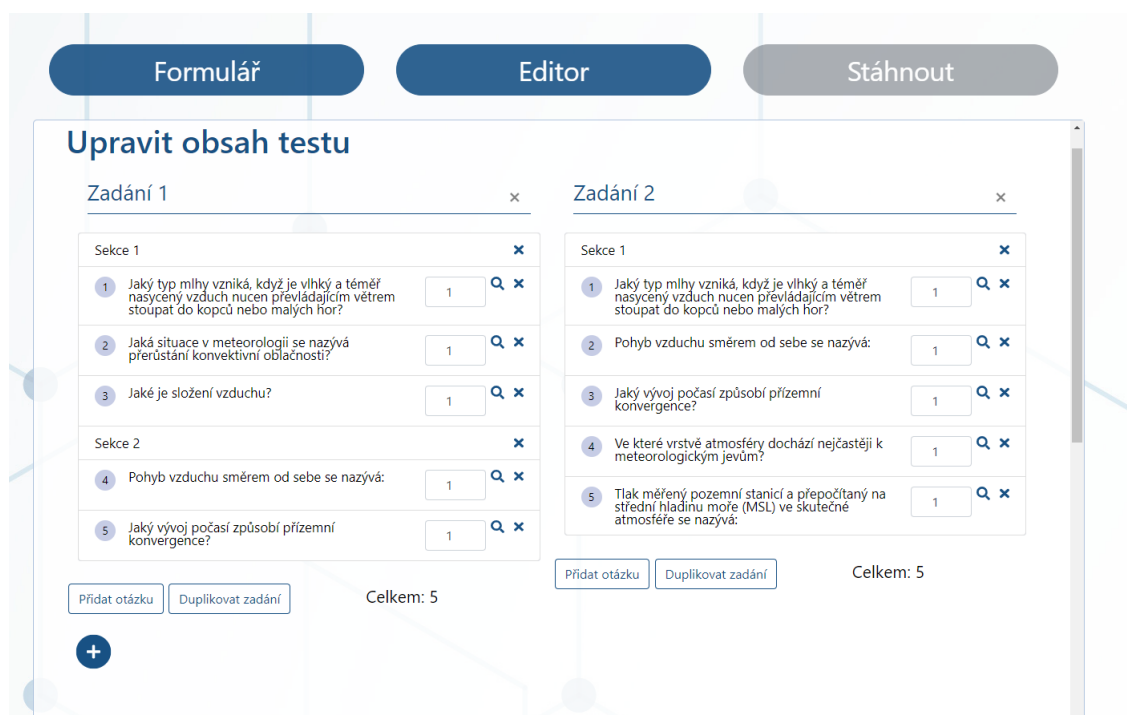 Formulář
Editor
Stáhnout
Upravit obsah testu
Zadání 1
×
Sekce 1
×
1
Jaký typ mlhy vzniká, když je vlhký a téměř
nasycený vzduch nucen převládajícím větrem
stoupat do kopců nebo malých hor?
1
2
Jaká situace v meteorologii se nazývá
přerůstání konvektivní oblačnosti?
1
3
Jaké je složení vzduchu?
1
Sekce 2
4
Pohyb vzduchu směrem od sebe se nazývá:
1
5
Jaký vývoj počasí způsobí přízemní
konvergence?
1
Přidat otázku
Duplikovat zadání
Celkem: 5
Zadání 2
×
Sekce 1
1
Jaký typ mlhy vzniká, když je vlhký a téměř
nasycený vzduch nucen převládajícím větrem
stoupat do kopců nebo malých hor?
1
2
Pohyb vzduchu směrem od sebe se nazývá:
1
3
Jaký vývoj počasí způsobí přízemní
konvergence?
1
4
Ve které vrstvě atmosféry dochází nejčastěji k
meteorologickým jevům?
1
5
Tlak měřený pozemní stanicí a přepočítaný na
střední hladinu moře (MSL) ve skutečné
atmosféře se nazývá:
1
Přidat otázku
Duplikovat zadání
Celkem: 5